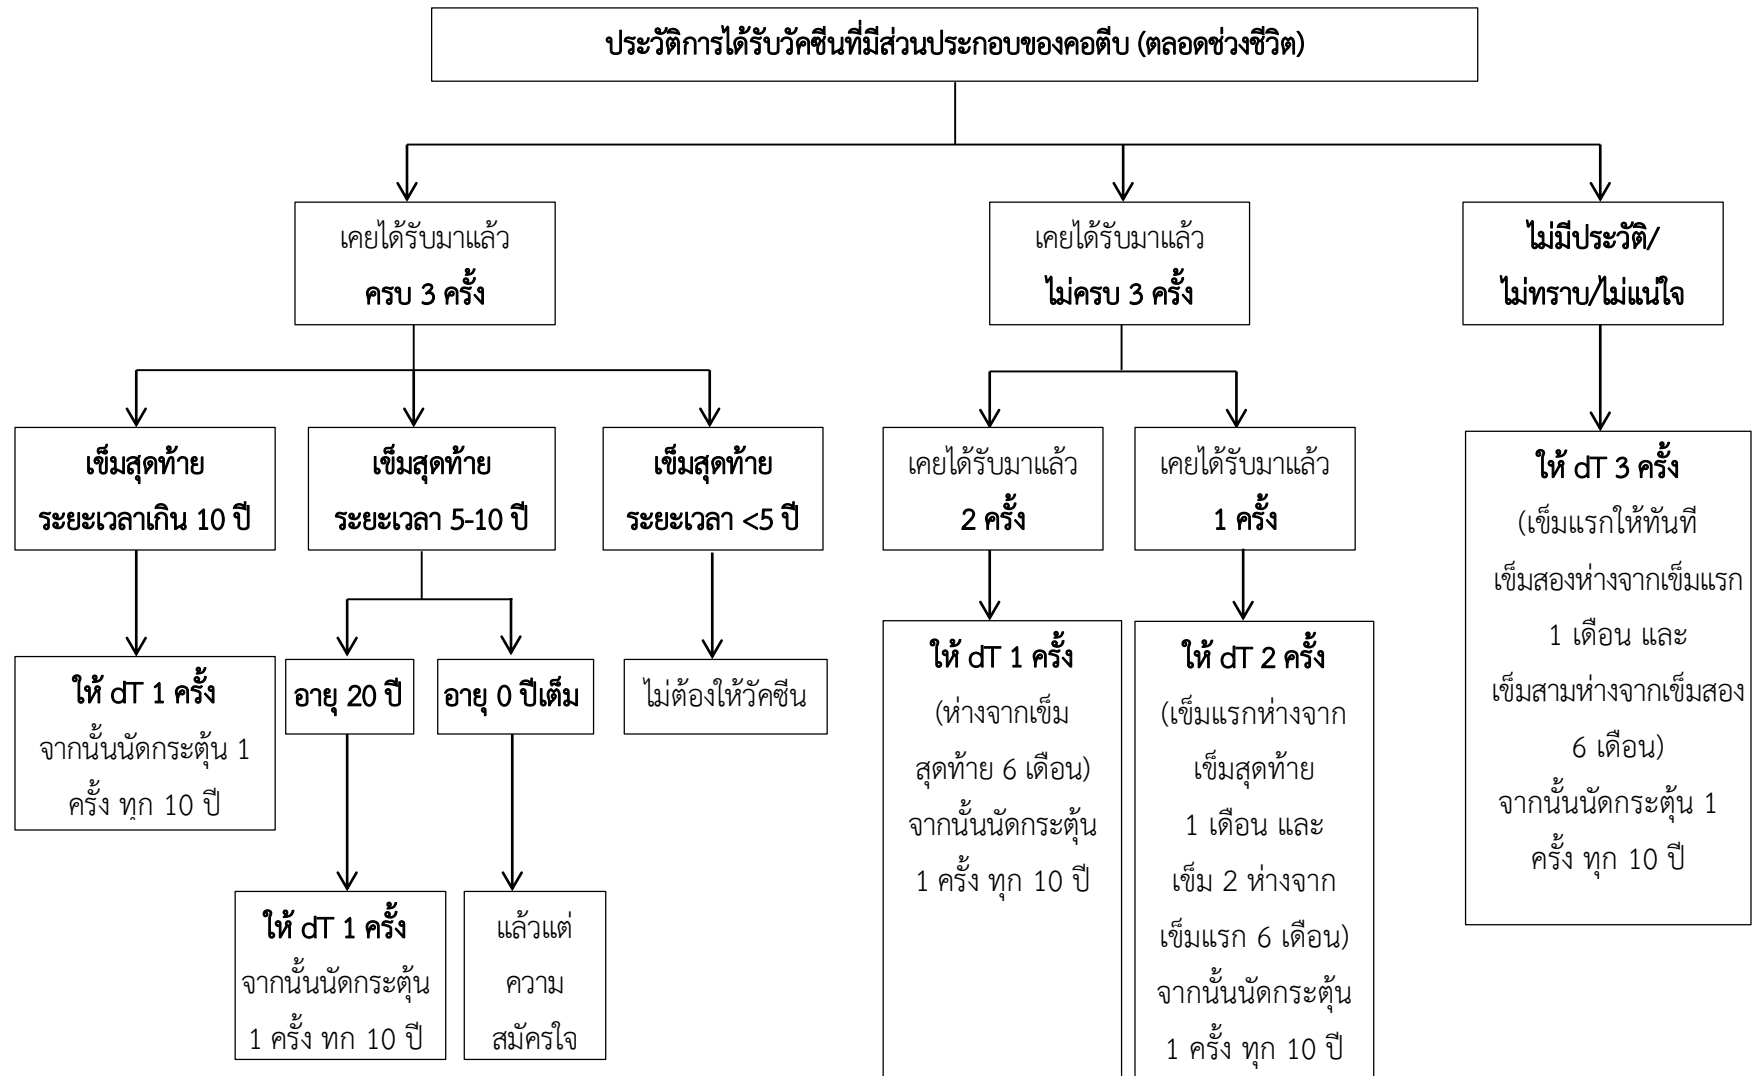 ประวัติการได้รับวัคซีนที่มีส่วนประกอบของคอตีบ (ตลอดช่วงชีวิต)
เคยได้รับมาแล้ว
ครบ 3 ครั้ง
เคยได้รับมาแล้ว
ไม่ครบ 3 ครั้ง
ไม่มีประวัติ/
ไม่ทราบ/ไม่แน่ใจ
เข็มสุดท้าย
ระยะเวลาเกิน 10 ปี
เข็มสุดท้าย
ระยะเวลา 5-10 ปี
เข็มสุดท้าย
ระยะเวลา <5 ปี
เคยได้รับมาแล้ว
2 ครั้ง
เคยได้รับมาแล้ว
1 ครั้ง
ให้ dT 3 ครั้ง
(เข็มแรกให้ทันที
เข็มสองห่างจากเข็มแรก
1 เดือน และ
เข็มสามห่างจากเข็มสอง
6 เดือน)
จากนั้นนัดกระตุ้น 1
ครั้ง ทุก 10 ปี
ให้ dT 1 ครั้ง
จากนั้นนัดกระตุ้น 1
ครั้ง ทุก 10 ปี
อายุ 20 ปี
อายุ 0 ปีเต็ม
ไม่ต้องให้วัคซีน
ให้ dT 1 ครั้ง
(ห่างจากเข็ม
สุดท้าย 6 เดือน)
จากนั้นนัดกระตุ้น
1 ครั้ง ทุก 10 ปี
ให้ dT 2 ครั้ง
(เข็มแรกห่างจาก
เข็มสุดท้าย
1 เดือน และ
เข็ม 2 ห่างจาก
เข็มแรก 6 เดือน)
จากนั้นนัดกระตุ้น
1 ครั้ง ทุก 10 ปี
ให้ dT 1 ครั้ง
จากนั้นนัดกระตุ้น
1 ครั้ง ทก 10 ปี
แล้วแต่
ความ
สมัครใจ